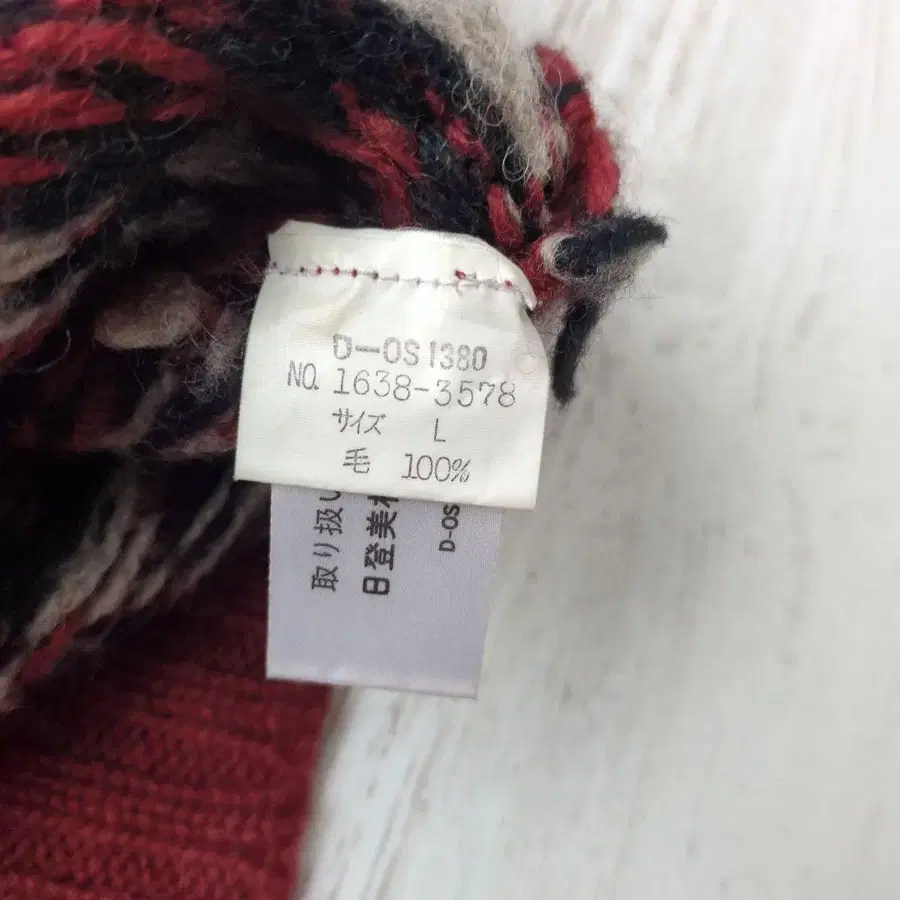 D-OS1380
NO. 1638-3578
サイズ L
毛 100%
取り扱い
日登美
D-OS